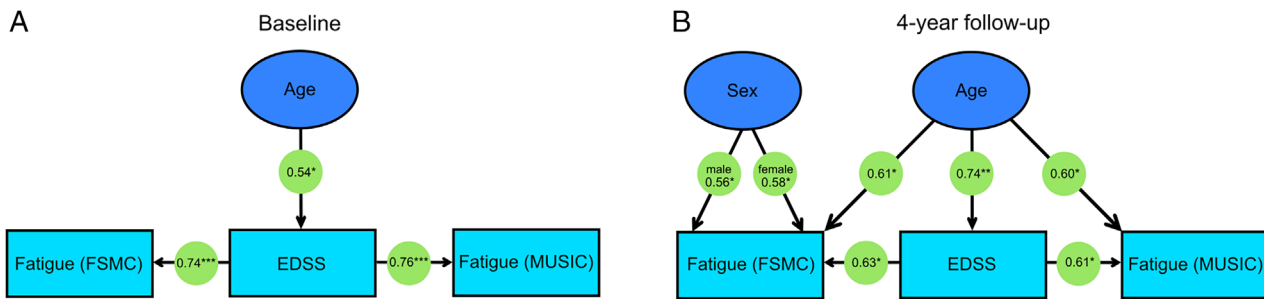 A
Baseline
Age
0.54*
Fatigue (FSMC)
0.74***
EDSS
0.76***
Fatigue (MUSIC)
B
4-year follow-up
Sex
Age
male
0.56*
female
0.58*
0.61*
0.74**
0.60*
Fatigue (FSMC)
0.63*
EDSS
0.61*
Fatigue (MUSIC)